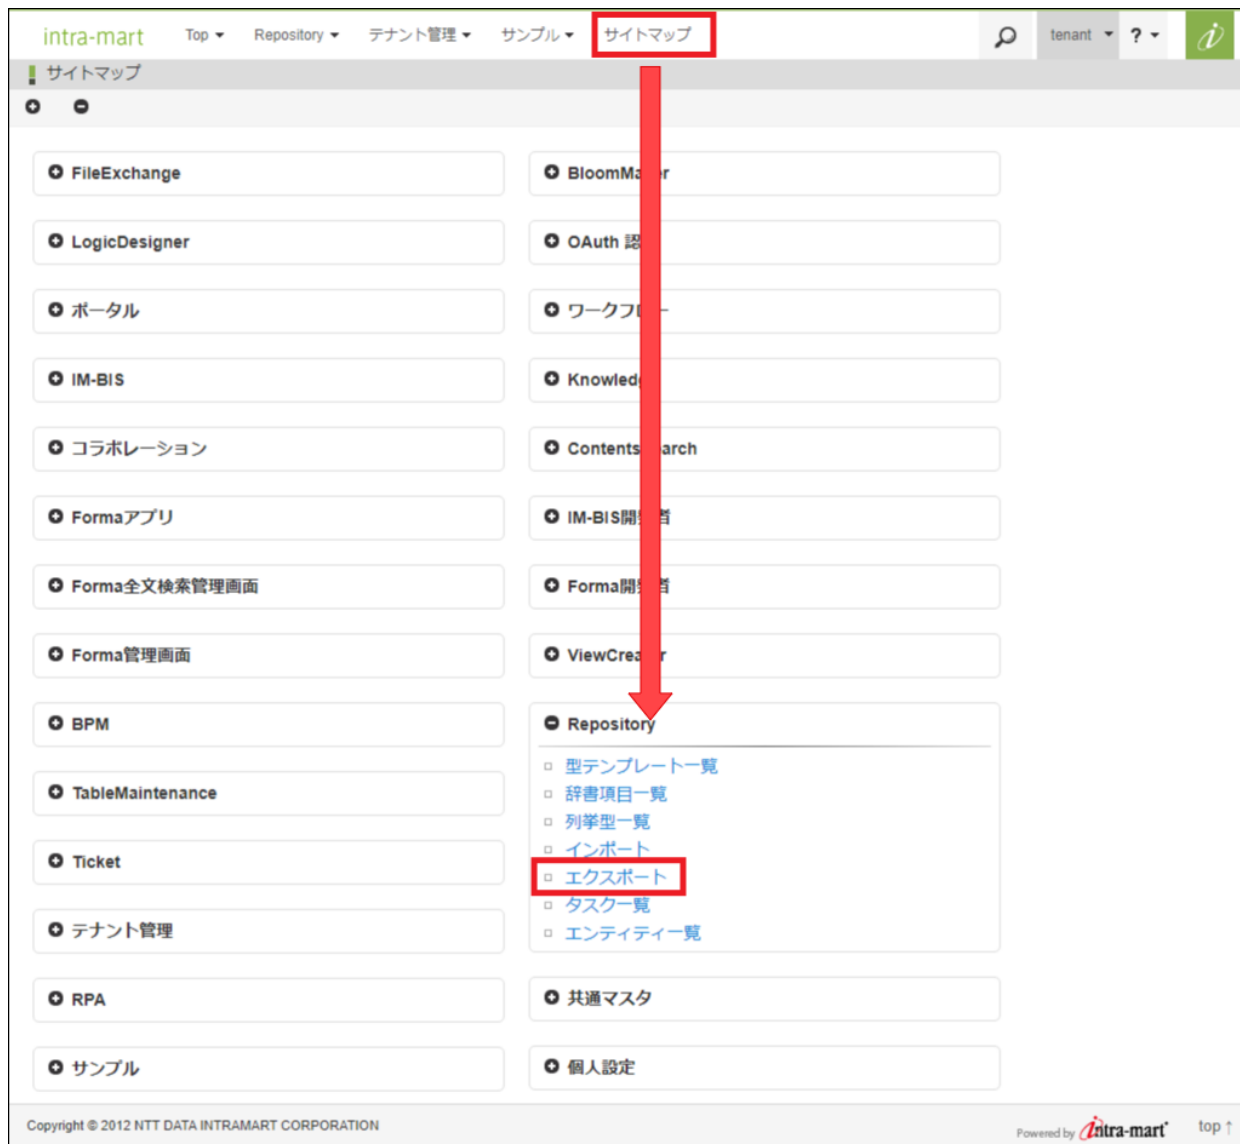 intra-mart Top Repository テナント管理 サンプル サイトマップ tenant ?
サイトマップ
FileExchange
LogicDesigner
ポータル
IM-BIS
コラボレーション
Formaアプリ
Forma全文検索管理画面
Forma管理画面
BPM
TableMaintenance
Ticket
テナント管理
RPA
サンプル
OAuth
Repository
型テンプレート一覧
辞書項目一覧
列挙型一覧
インポート
エクスポート
タスク一覧
エンティティ一覧
共通マスタ
個人設定
Copyright © 2012 NTT DATA INTRAMART CORPORATION
Powered by intra-mart top ↑